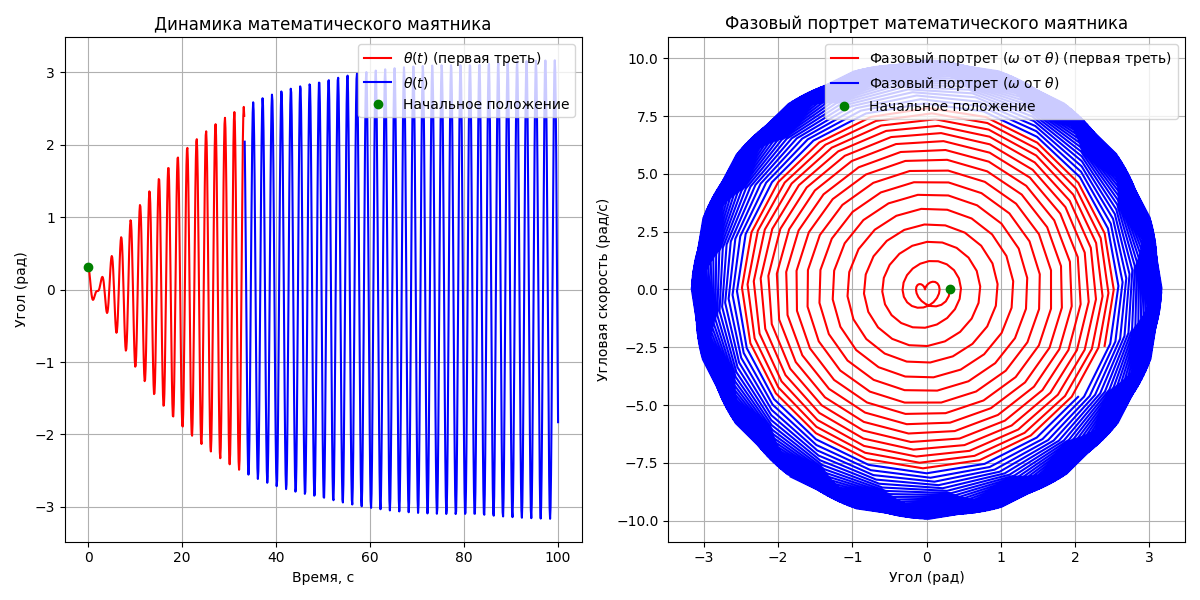 Динамика математического маятника
θ(t) (первая треть)
θ(t)
Начальное положение
3
2
1
0
−1
−2
−3
Угол (рад)
0
20
40
60
80
100
Время, с
Фазовый портрет математического маятника
Фазовый портрет (ω от θ) (первая треть)
Фазовый портрет (ω от θ)
Начальное положение
10.0
7.5
5.0
2.5
0.0
−2.5
−5.0
−7.5
−10.0
Угловая скорость (рад/с)
−3
−2
−1
0
1
2
3
Угол (рад)